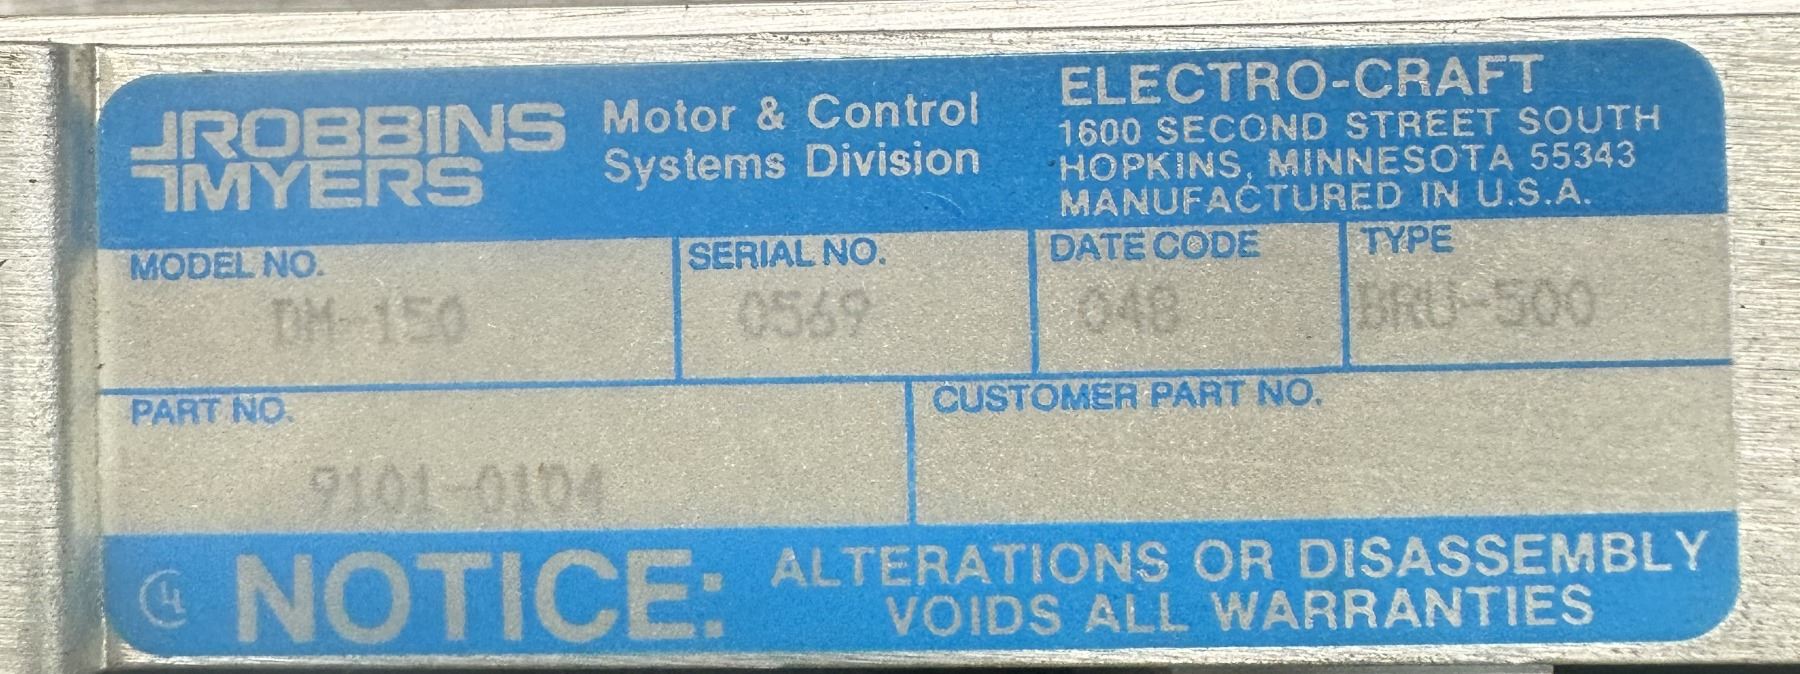 ROBBINS
MYERS
Motor & Control
Systems Division
ELECTRO-CRAFT
1600 SECOND STREET SOUTH
HOPKINS, MINNESOTA 55343
MANUFACTURED IN U.S.A.
MODEL NO.
DM-150
SERIAL NO.
0569
DATE CODE
048
TYPE
BRU-500
PART NO.
9101-0104
CUSTOMER PART NO.
NOTICE:
ALTERATIONS OR DISASSEMBLY
VOIDS ALL WARRANTIES